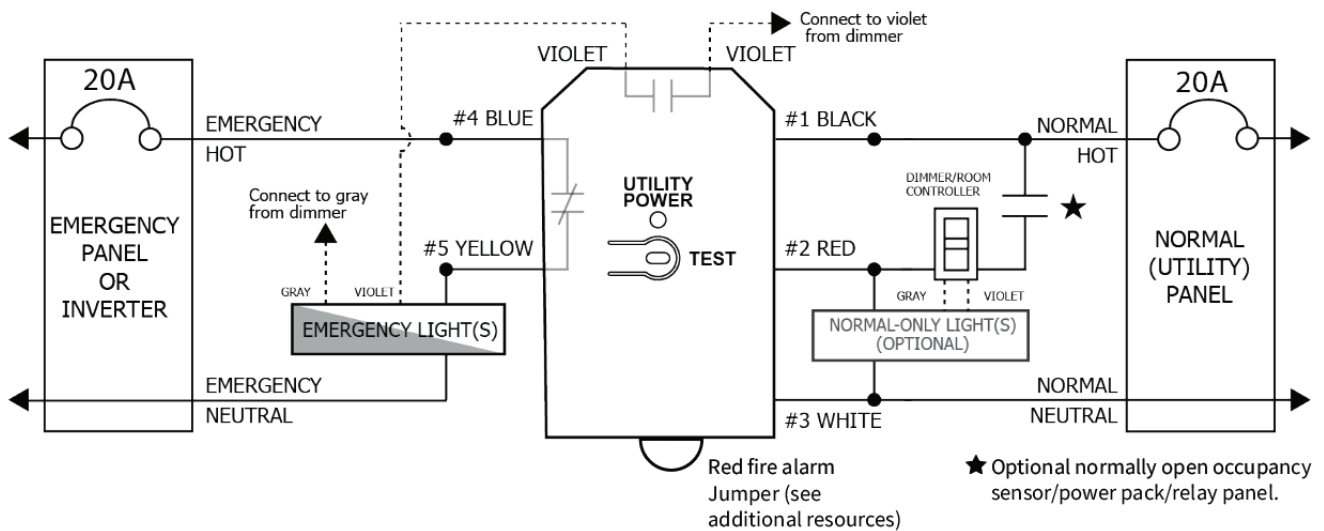 Connect to violet
from dimmer
VIOLET
VIOLET
20A
20A
#4 BLUE
#1 BLACK
EMERGENCY
HOT
NORMAL
HOT
Connect to gray
from dimmer
DIMMER/ROOM
CONTROLLER
UTILITY
POWER
TEST
EMERGENCY
PANEL
OR
INVERTER
#5 YELLOW
#2 RED
NORMAL
(UTILITY)
PANEL
GRAY
VIOLET
GRAY
VIOLET
EMERGENCY LIGHT(S)
NORMAL-ONLY LIGHT(S)
(OPTIONAL)
EMERGENCY
NEUTRAL
NORMAL
NEUTRAL
#3 WHITE
Red fire alarm
Jumper (see
additional resources)
★ Optional normally open occupancy
sensor/power pack/relay panel.